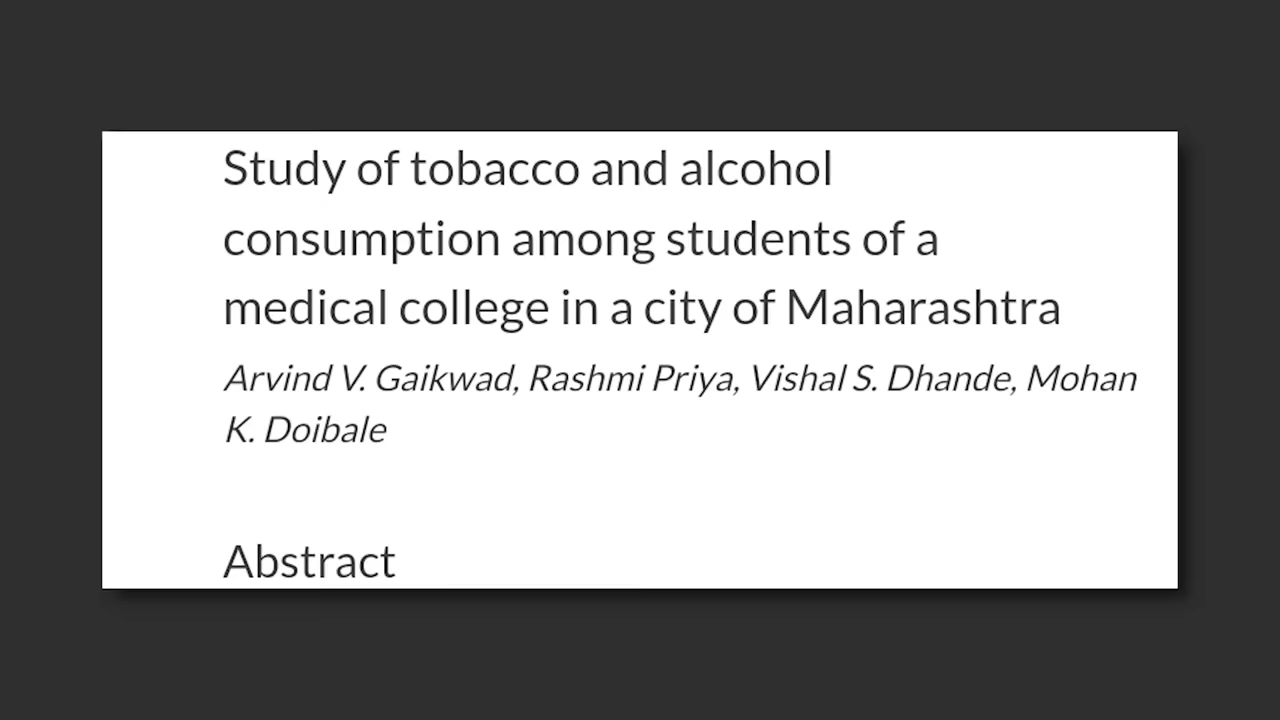 Study of tobacco and alcohol
consumption among students of a
medical college in a city of Maharashtra
Arvind V. Gaikwad, Rashmi Priya, Vishal S. Dhande, Mohan
K. Doibale
Abstract